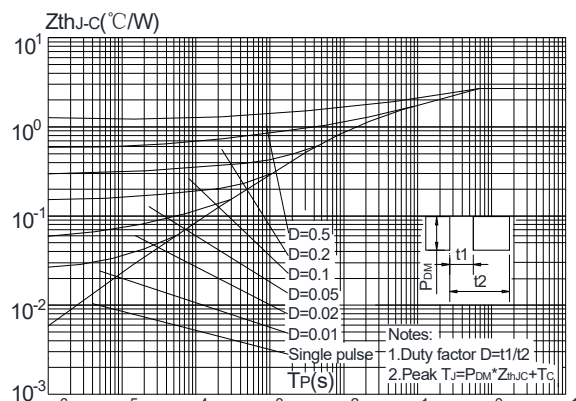 ZthJ-C(℃/W)
10¹
10⁰
10⁻¹
10⁻²
10⁻³
D=0.5
D=0.2
D=0.1
D=0.05
D=0.02
D=0.01
Single pulse
TP(s)
PDM
t1
t2
Notes:
1.Duty factor D=t1/t2
2.Peak TJ=PDM*ZthJC+TC